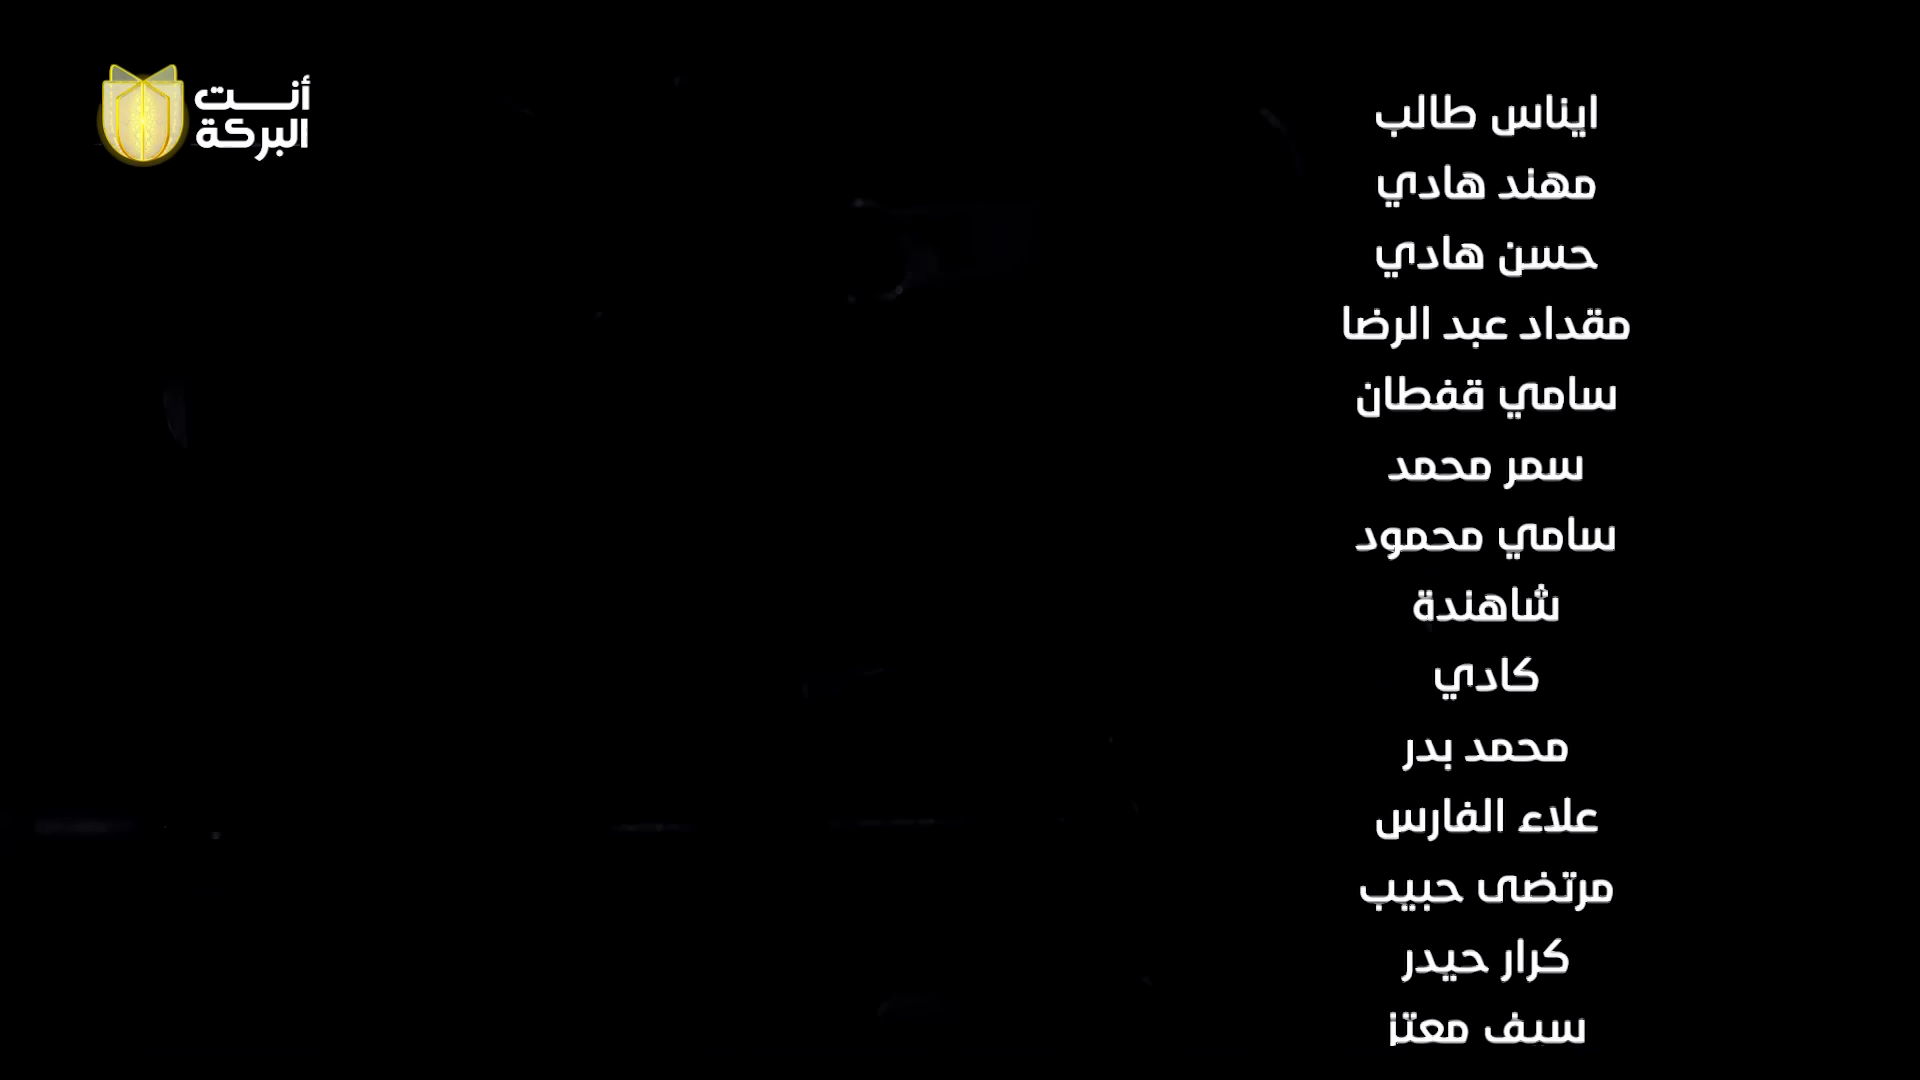 أنت
البركة
ايناس طالب
مهند هادي
حسن هادي
مقداد عبد الرضا
سامي قفطان
سمر محمد
سامي محمود
شاهندة
كادي
محمد بدر
علاء الفارس
مرتضى حبيب
كرار حيدر
سيف معتز